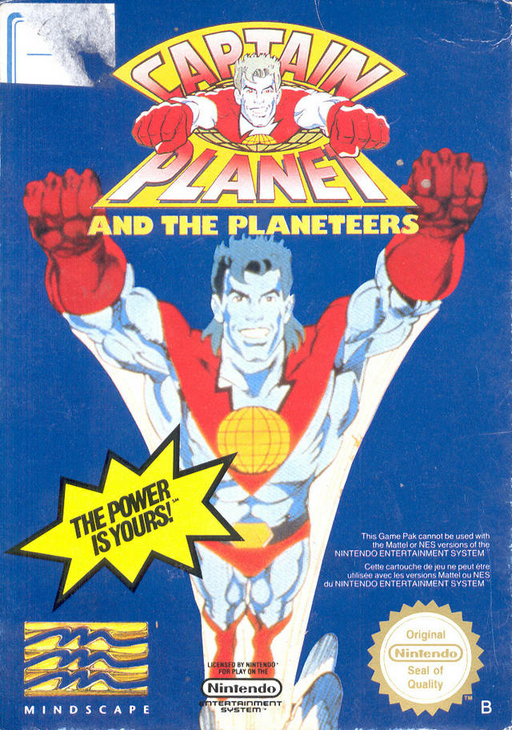 CAPTAIN
PLANET
AND THE PLANETEERS
THE POWER
IS YOURS!℠
This Game Pak cannot be used with
the Mattel or NES versions of the
NINTENDO ENTERTAINMENT SYSTEM™
Cette cartouche de jeu ne peut être
utilisée avec les versions Mattel ou NES
du NINTENDO ENTERTAINMENT SYSTEM™
LICENSED BY NINTENDO®
FOR PLAY ON THE
Nintendo
ENTERTAINMENT
SYSTEM™
Original
Nintendo
Seal of
Quality
TM
MINDSCAPE
B